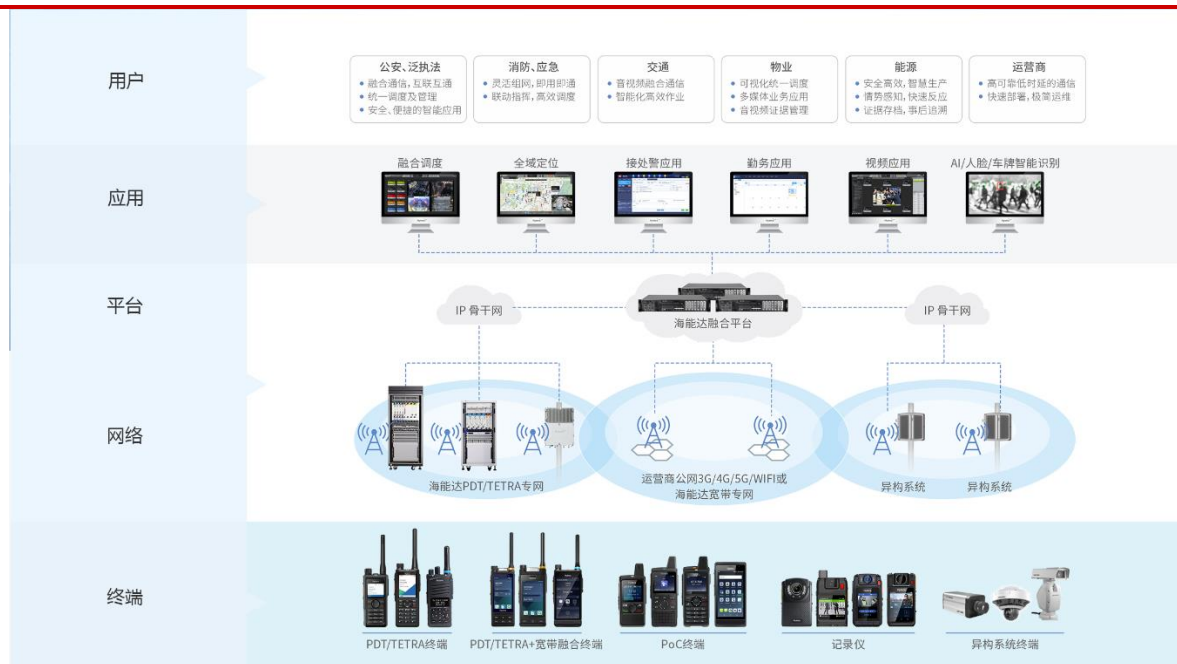 用户
公安、泛执法
• 融合通信,互联互通
• 统一调度及管理
• 安全、便捷的智能应用
消防、应急
• 灵活组网,即用即通
• 联动指挥,高效调度
交通
• 音视频融合通信
• 智能化高效作业
物业
• 可视化统一调度
• 多媒体业务应用
• 音视频证据管理
能源
• 安全高效,智慧生产
• 情势感知,快速反应
• 证据存档,事后追溯
运营商
• 高可靠低时延的通信
• 快速部署,极简运维
应用
融合调度
全域定位
接处警应用
勤务应用
视频应用
AI/人脸/车牌智能识别
平台
IP 骨干网
海能达融合平台
IP 骨干网
网络
海能达PDT/TETRA专网
运营商公网3G/4G/5G/WIFI或
海能达宽带专网
异构系统
异构系统
终端
PDT/TETRA终端
PDT/TETRA+宽带融合终端
PoC终端
记录仪
异构系统终端